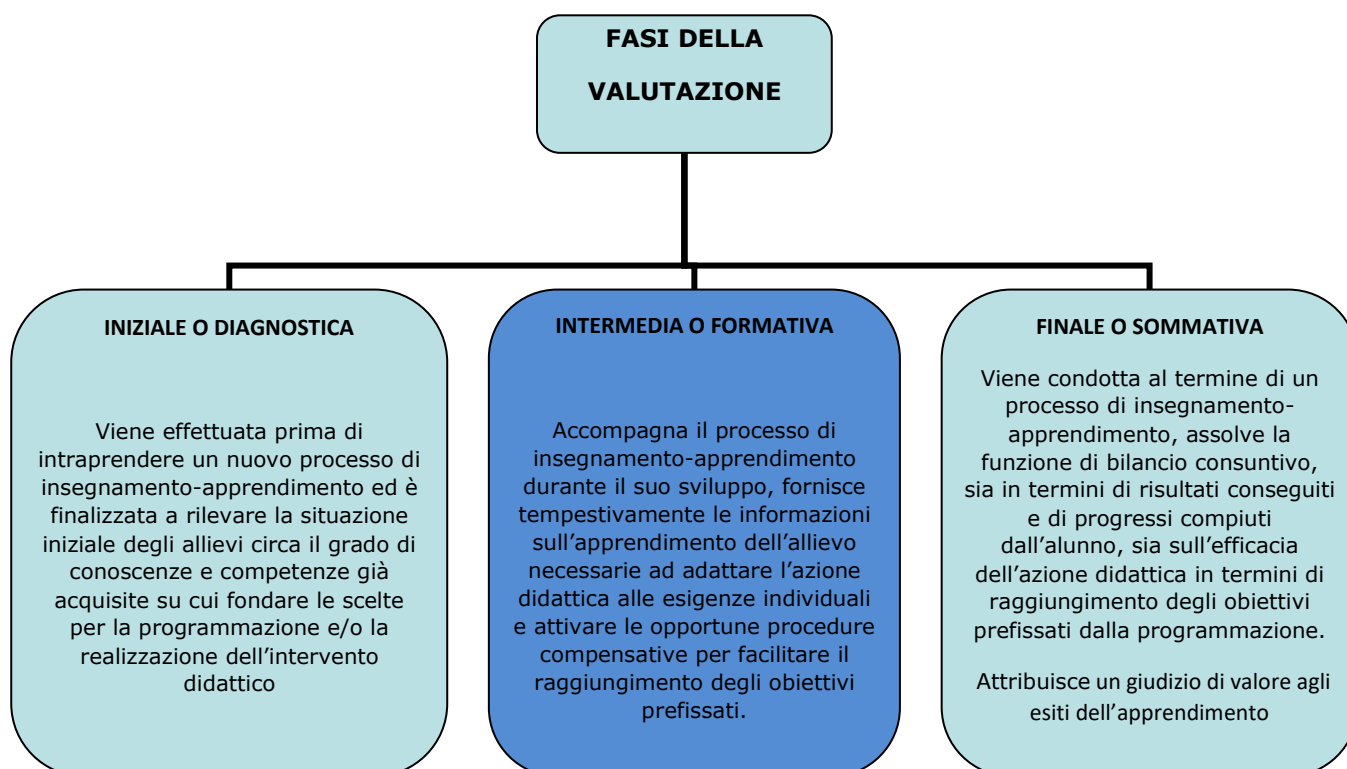 FASI DELLA
VALUTAZIONE
INIZIALE O DIAGNOSTICA
Viene effettuata prima di
intraprendere un nuovo processo di
insegnamento-apprendimento ed è
finalizzata a rilevare la situazione
iniziale degli allievi circa il grado di
conoscenze e competenze già
acquisite su cui fondare le scelte
per la programmazione e/o la
realizzazione dell’intervento
didattico
INTERMEDIA O FORMATIVA
Accompagna il processo di
insegnamento-apprendimento
durante il suo sviluppo, fornisce
tempestivamente le informazioni
sull’apprendimento dell’allievo
necessarie ad adattare l’azione
didattica alle esigenze individuali
e attivare le opportune procedure
compensative per facilitare il
raggiungimento degli obiettivi
prefissati.
FINALE O SOMMATIVA
Viene condotta al termine di un
processo di insegnamento-
apprendimento, assolve la
funzione di bilancio consuntivo,
sia in termini di risultati conseguiti
e di progressi compiuti
dall’alunno, sia sull’efficacia
dell’azione didattica in termini di
raggiungimento degli obiettivi
prefissati dalla programmazione.
Attribuisce un giudizio di valore agli
esiti dell’apprendimento